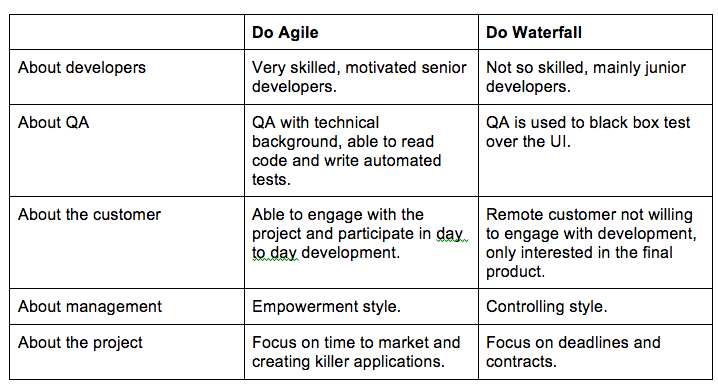 Do Agile
Do Waterfall
About developers
Very skilled, motivated senior
developers.
Not so skilled, mainly junior
developers.
About QA
QA with technical
background, able to read
code and write automated
tests.
QA is used to black box test
over the UI.
About the customer
Able to engage with the
project and participate in day
to day development.
Remote customer not willing
to engage with development,
only interested in the final
product.
About management
Empowerment style.
Controlling style.
About the project
Focus on time to market and
creating killer applications.
Focus on deadlines and
contracts.